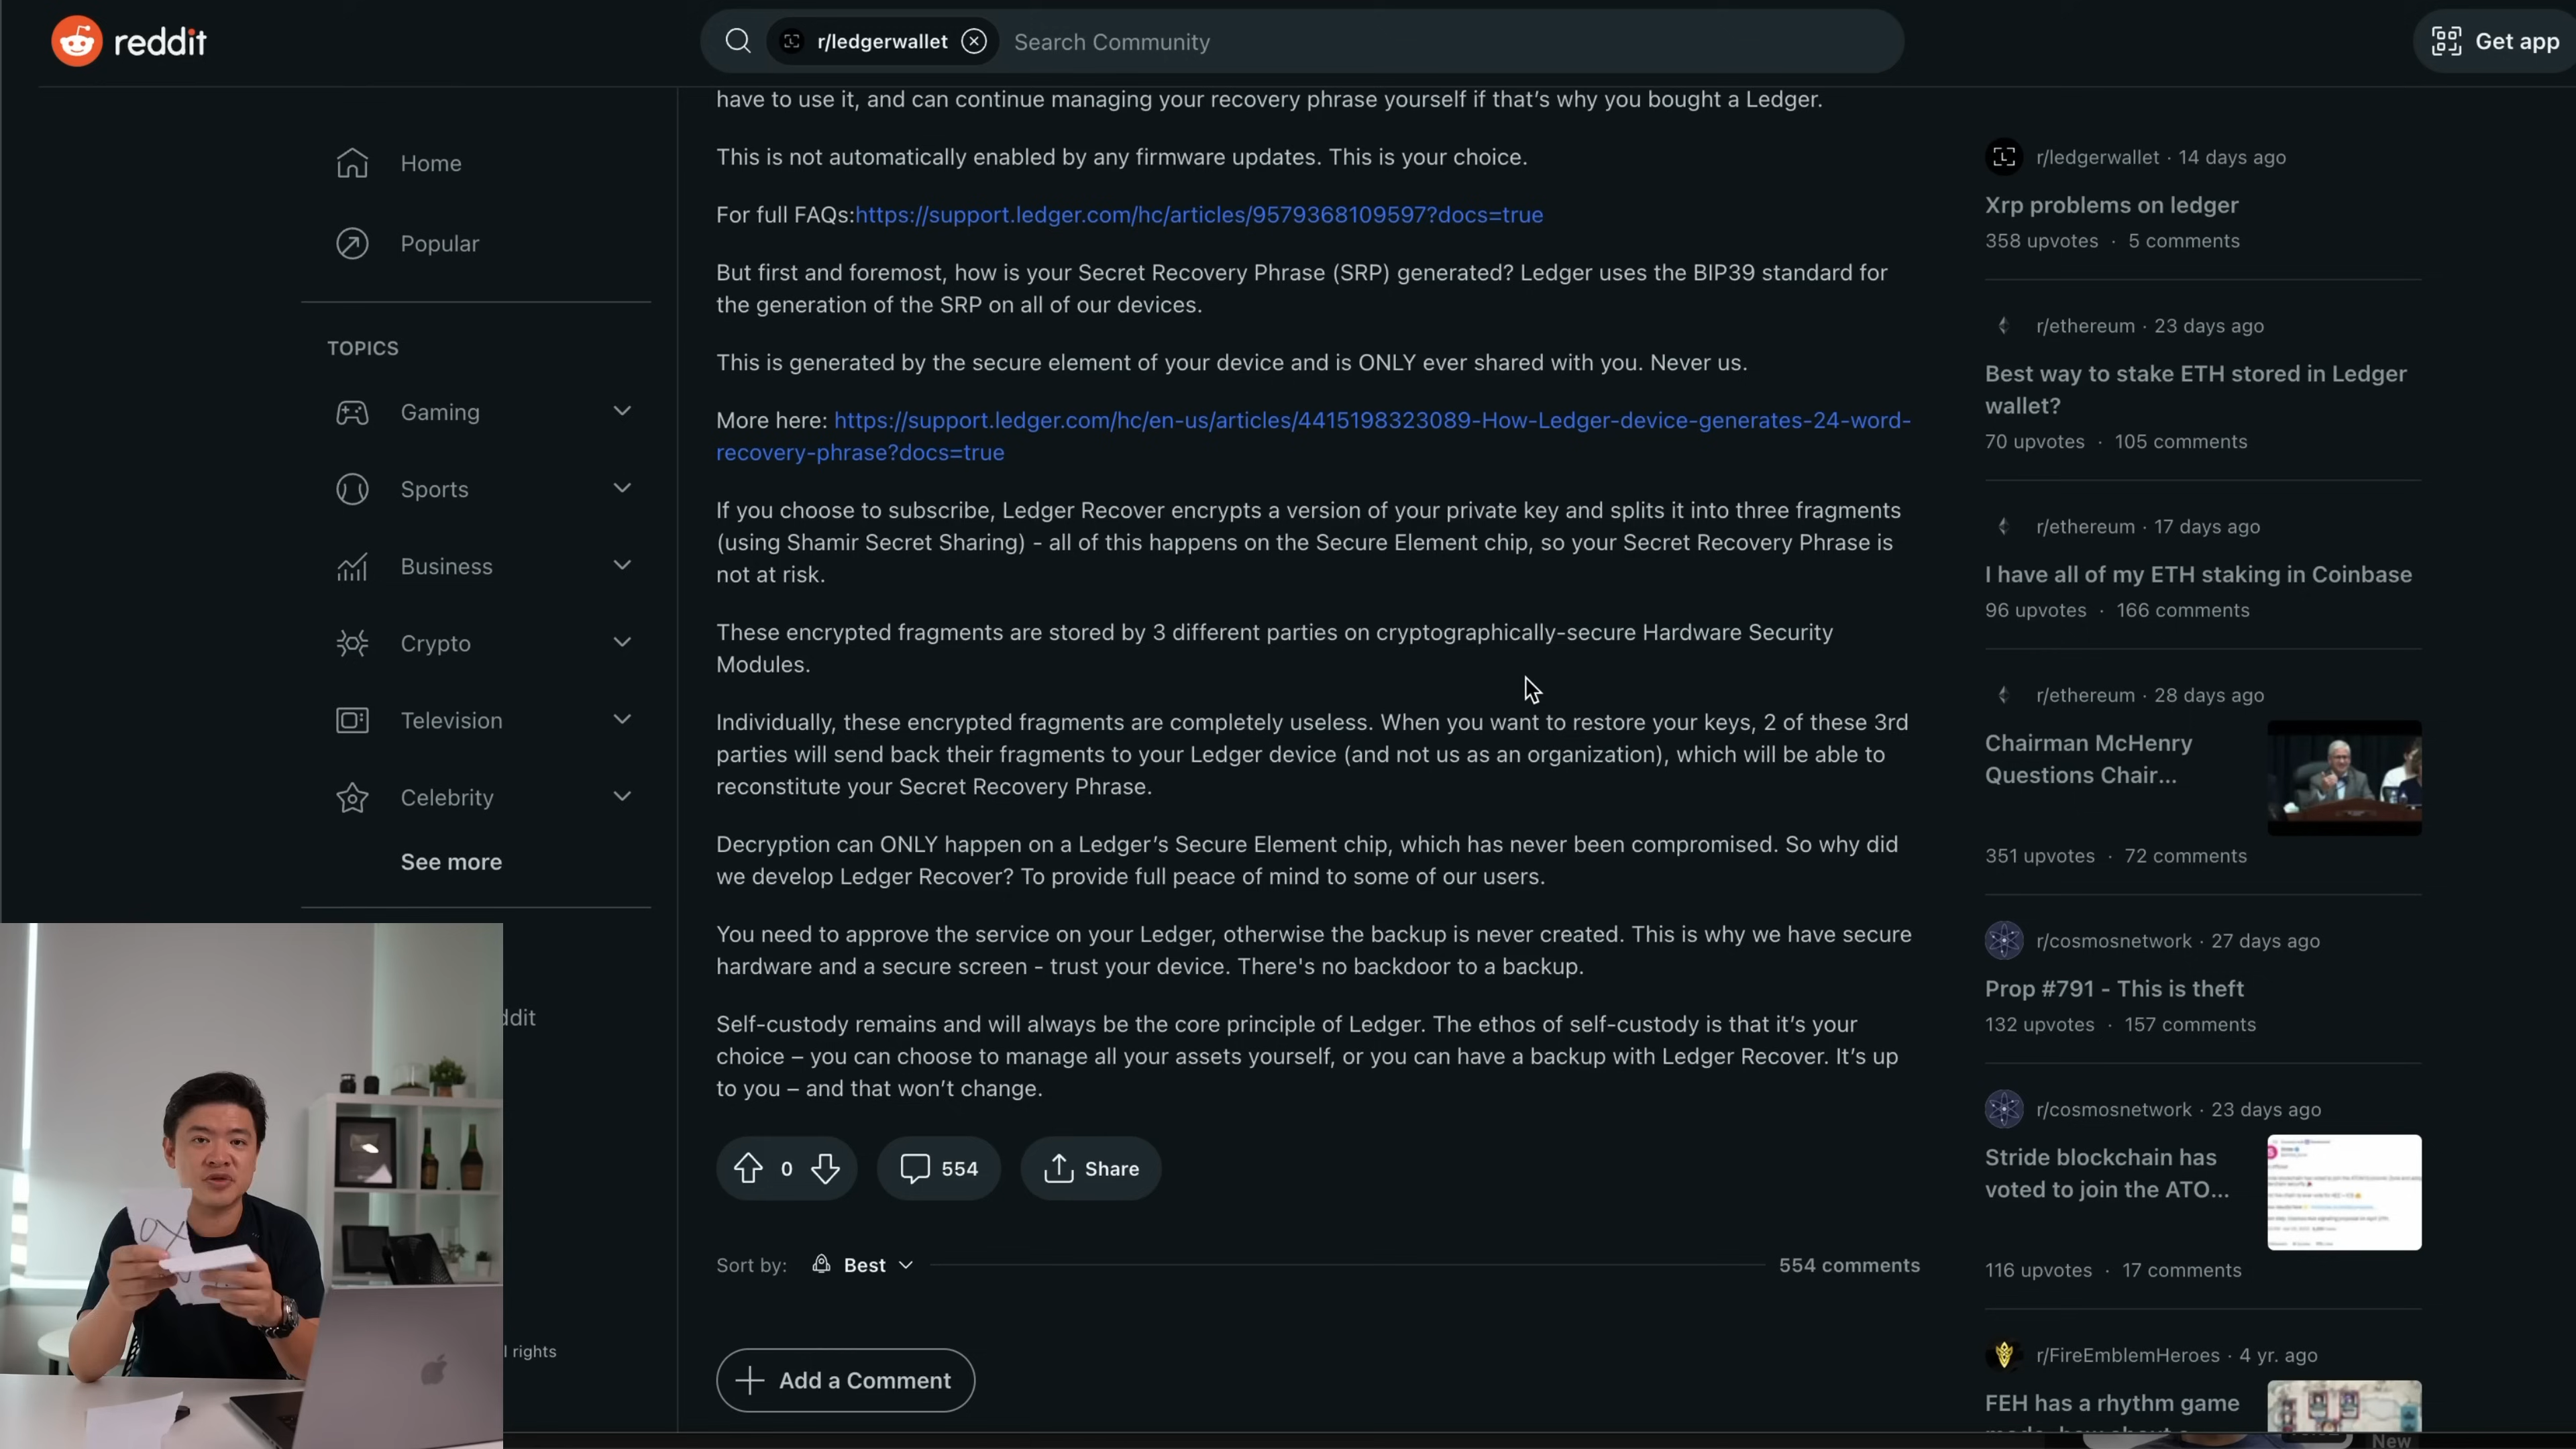 reddit
r/ledgerwallet
Search Community
Get app
Home
Popular
TOPICS
Gaming
Sports
Business
Crypto
Television
Celebrity
See more
ddit
l rights
have to use it, and can continue managing your recovery phrase yourself if that’s why you bought a Ledger.
This is not automatically enabled by any firmware updates. This is your choice.
For full FAQs:https://support.ledger.com/hc/articles/9579368109597?docs=true
But first and foremost, how is your Secret Recovery Phrase (SRP) generated? Ledger uses the BIP39 standard for
the generation of the SRP on all of our devices.
This is generated by the secure element of your device and is ONLY ever shared with you. Never us.
More here: https://support.ledger.com/hc/en-us/articles/4415198323089-How-Ledger-device-generates-24-word-
recovery-phrase?docs=true
If you choose to subscribe, Ledger Recover encrypts a version of your private key and splits it into three fragments
(using Shamir Secret Sharing) - all of this happens on the Secure Element chip, so your Secret Recovery Phrase is
not at risk.
These encrypted fragments are stored by 3 different parties on cryptographically-secure Hardware Security
Modules.
Individually, these encrypted fragments are completely useless. When you want to restore your keys, 2 of these 3rd
parties will send back their fragments to your Ledger device (and not us as an organization), which will be able to
reconstitute your Secret Recovery Phrase.
Decryption can ONLY happen on a Ledger’s Secure Element chip, which has never been compromised. So why did
we develop Ledger Recover? To provide full peace of mind to some of our users.
You need to approve the service on your Ledger, otherwise the backup is never created. This is why we have secure
hardware and a secure screen - trust your device. There's no backdoor to a backup.
Self-custody remains and will always be the core principle of Ledger. The ethos of self-custody is that it’s your
choice – you can choose to manage all your assets yourself, or you can have a backup with Ledger Recover. It’s up
to you – and that won’t change.
0
554
Share
Sort by: Best
554 comments
Add a Comment
r/ledgerwallet · 14 days ago
Xrp problems on ledger
358 upvotes · 5 comments
r/ethereum · 23 days ago
Best way to stake ETH stored in Ledger
wallet?
70 upvotes · 105 comments
r/ethereum · 17 days ago
I have all of my ETH staking in Coinbase
96 upvotes · 166 comments
r/ethereum · 28 days ago
Chairman McHenry
Questions Chair...
351 upvotes · 72 comments
r/cosmosnetwork · 27 days ago
Prop #791 - This is theft
132 upvotes · 157 comments
r/cosmosnetwork · 23 days ago
Stride blockchain has
voted to join the ATO...
116 upvotes · 17 comments
r/FireEmblemHeroes · 4 yr. ago
FEH has a rhythm game
New
0x